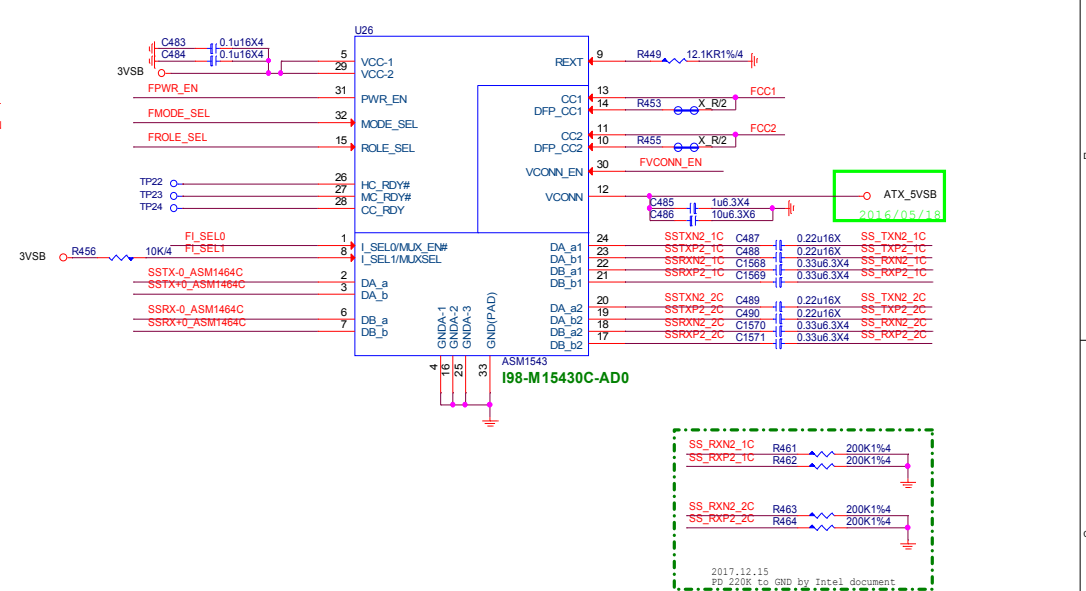 U26
C483 0.1u16X4
C484 0.1u16X4
3VSB
5 VCC-1
29 VCC-2
FPWR_EN 31 PWR_EN
FMODE_SEL 32 MODE_SEL
FROLE_SEL 15 ROLE_SEL
TP22 26 HC_RDY#
TP23 27 MC_RDY#
TP24 28 CC_RDY
FI_SEL0 1 I_SEL0/MUX_EN#
3VSB R456 10K/4 FI_SEL1 8 I_SEL1/MUXSEL
SSTX-0_ASM1464C 2 DA_a
SSTX+0_ASM1464C 3 DA_b
SSRX-0_ASM1464C 6 DB_a
SSRX+0_ASM1464C 7 DB_b
REXT 9 R449 12.1KR1%/4
CC1 13 FCC1
DFP_CC1 14 R453 X_R/2
CC2 11 FCC2
DFP_CC2 10 R455 X_R/2
VCONN_EN 30 FVCONN_EN
VCONN 12 ATX_5VSB
C485 1u6.3X4
C486 10u6.3X6
2016/05/18
DA_a1 24 SSTXN2_1C C487 0.22u16X SS_TXN2_1C
DA_b1 23 SSTXP2_1C C488 0.22u16X SS_TXP2_1C
DB_a1 22 SSRXN2_1C C1568 0.33u6.3X4 SS_RXN2_1C
DB_b1 21 SSRXP2_1C C1569 0.33u6.3X4 SS_RXP2_1C
DA_a2 20 SSTXN2_2C C489 0.22u16X SS_TXN2_2C
DA_b2 19 SSTXP2_2C C490 0.22u16X SS_TXP2_2C
DB_a2 18 SSRXN2_2C C1570 0.33u6.3X4 SS_RXN2_2C
DB_b2 17 SSRXP2_2C C1571 0.33u6.3X4 SS_RXP2_2C
GNDA-1 4
GNDA-2 16
GNDA-3 25
GND(PAD) 33
ASM1543
I98-M15430C-AD0
SS_RXN2_1C R461 200K1%4
SS_RXP2_1C R462 200K1%4
SS_RXN2_2C R463 200K1%4
SS_RXP2_2C R464 200K1%4
2017.12.15
PD 220K to GND by Intel document